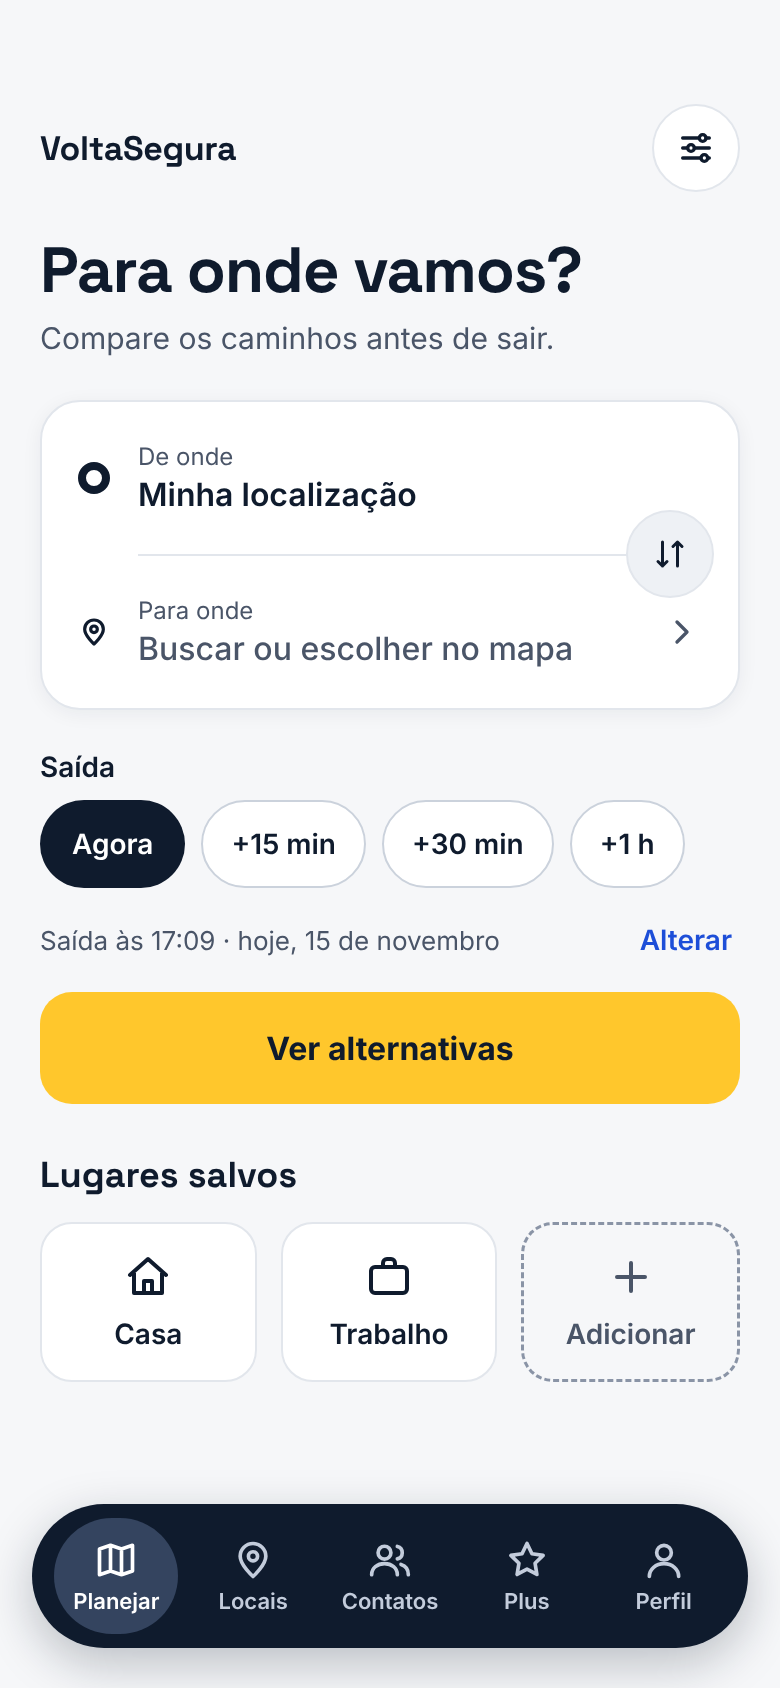 VoltaSegura
Para onde vamos?
Compare os caminhos antes de sair.
De onde
Minha localização
Para onde
Buscar ou escolher no mapa
Saída
Agora
+15 min
+30 min
+1 h
Saída às 17:09 · hoje, 15 de novembro
Alterar
Ver alternativas
Lugares salvos
Casa
Trabalho
Adicionar
Planejar
Locais
Contatos
Plus
Perfil